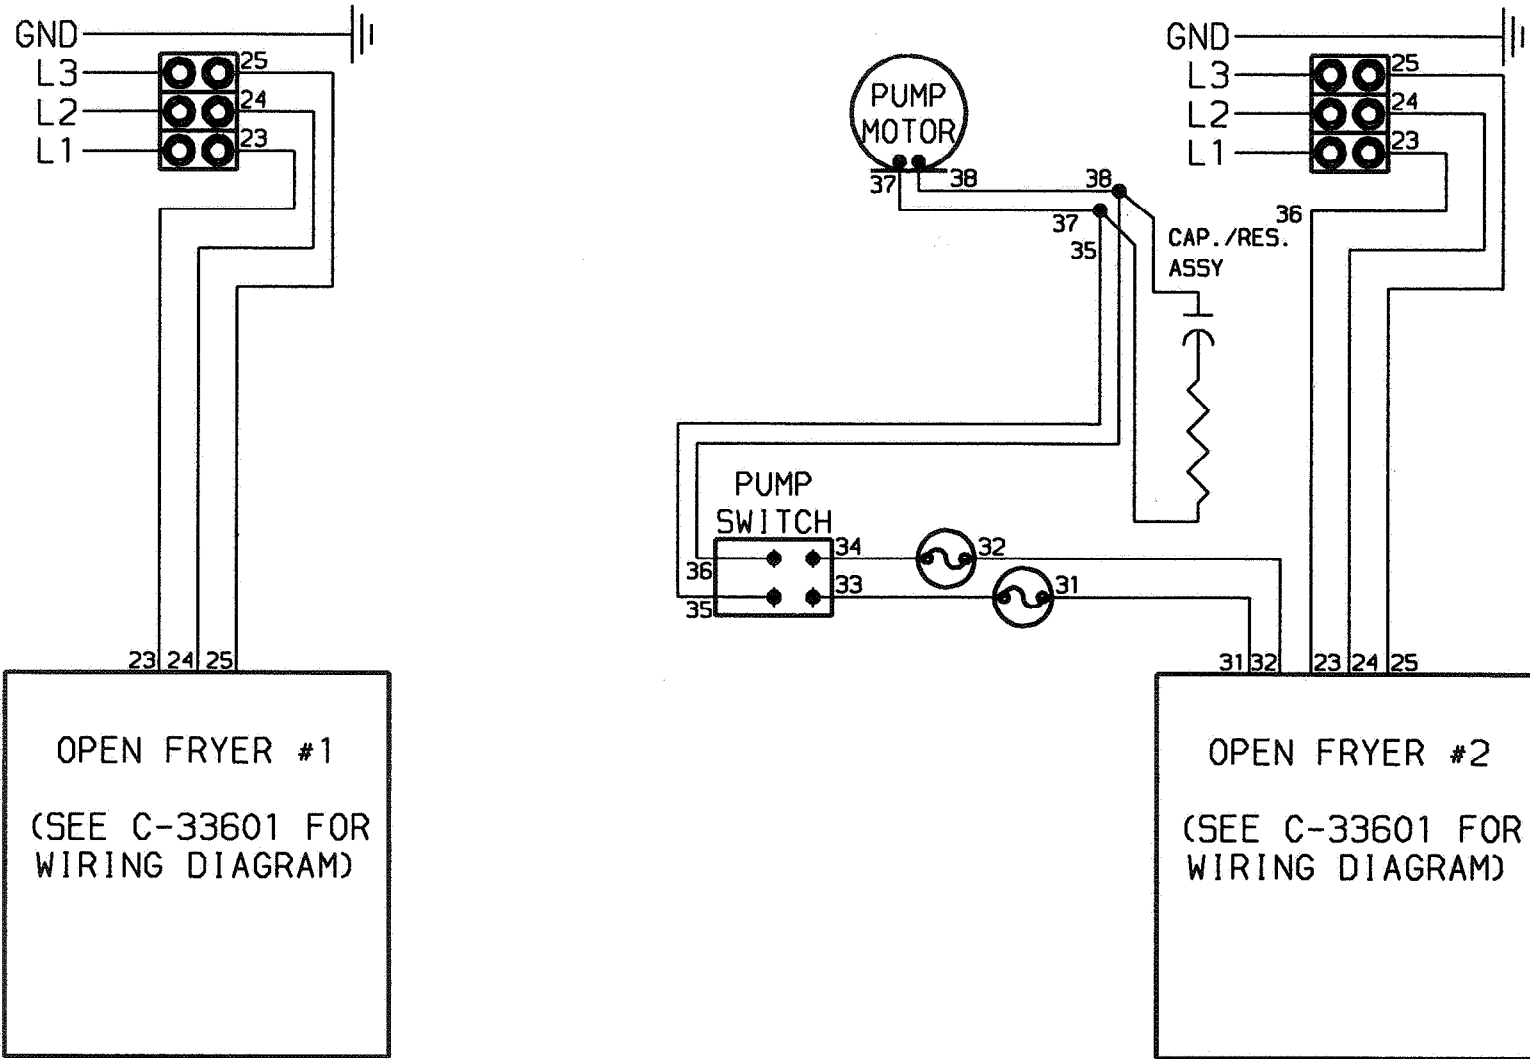 GND
L3
25
L2
24
L1
23
23 24 25
OPEN FRYER #1
(SEE C-33601 FOR
WIRING DIAGRAM)
PUMP
MOTOR
37
38
38
37
35
36
CAP./RES.
ASSY
PUMP
SWITCH
34
32
36
33
31
35
GND
L3
25
L2
24
L1
23
31 32 23 24 25
OPEN FRYER #2
(SEE C-33601 FOR
WIRING DIAGRAM)